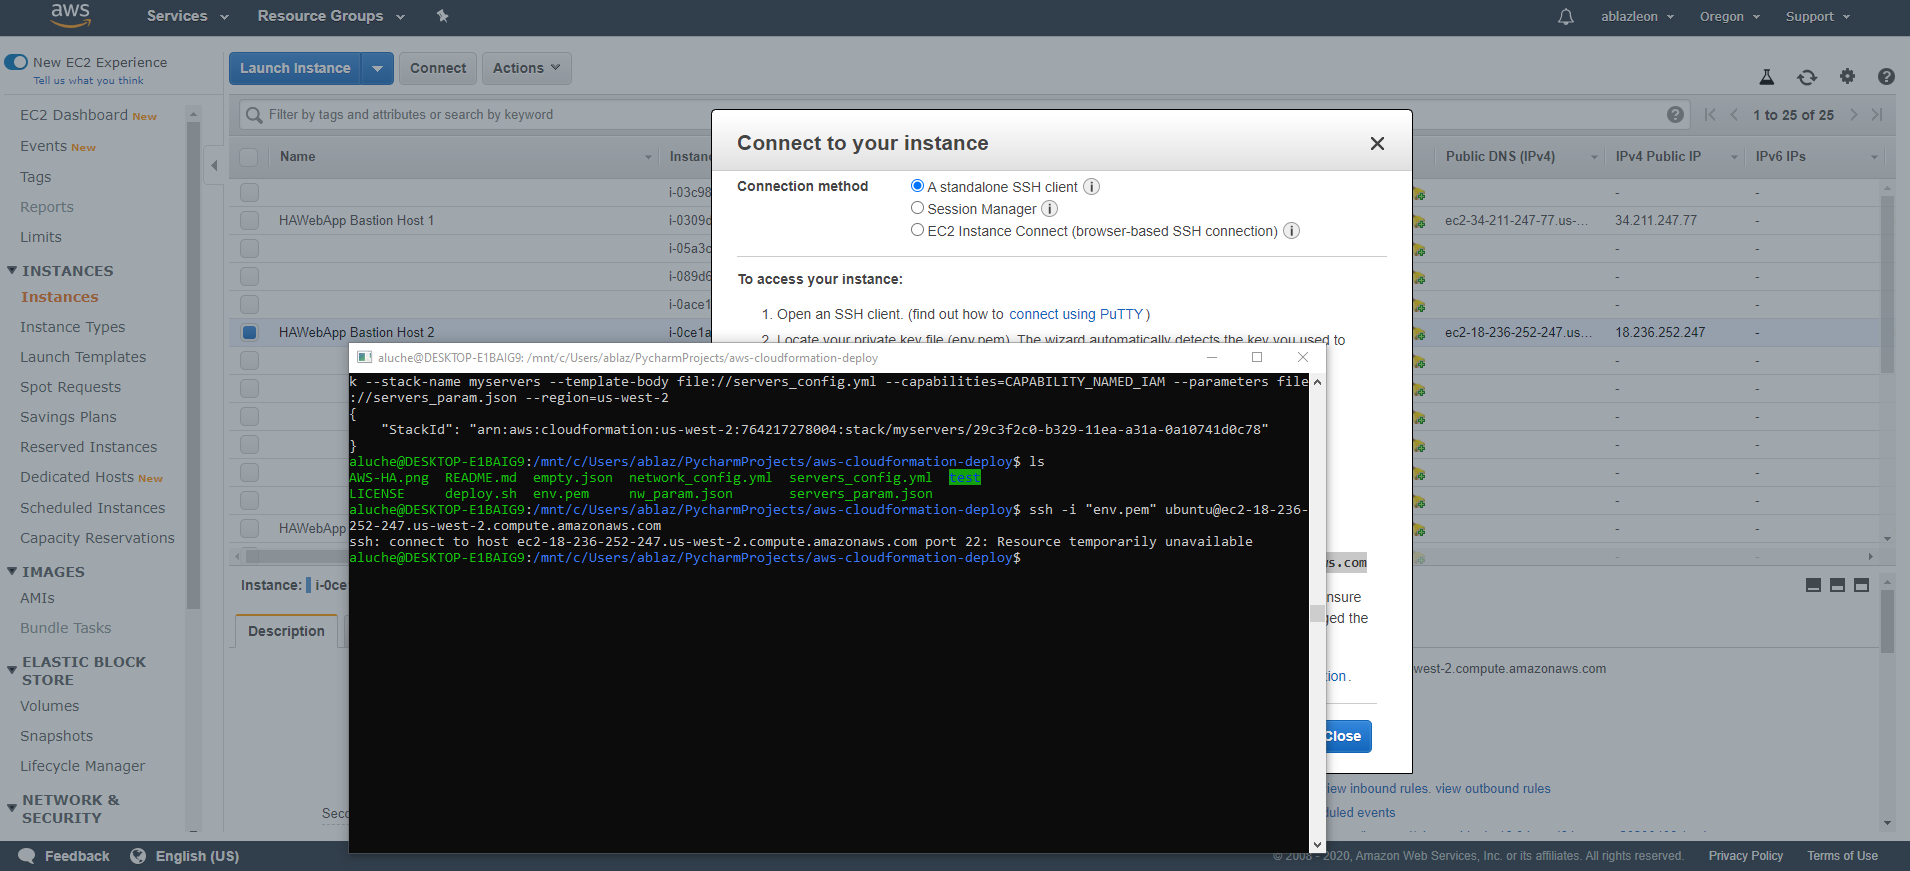 aws Services Resource Groups ablazleon Oregon Support
New EC2 Experience
Tell us what you think
EC2 Dashboard New
Events New
Tags
Reports
Limits
INSTANCES
Instances
Instance Types
Launch Templates
Spot Requests
Savings Plans
Reserved Instances
Dedicated Hosts New
Scheduled Instances
Capacity Reservations
IMAGES
AMIs
Bundle Tasks
ELASTIC BLOCK
STORE
Volumes
Snapshots
Lifecycle Manager
NETWORK &
SECURITY
Launch Instance Connect Actions
Filter by tags and attributes or search by keyword 1 to 25 of 25
Name Instanc Public DNS (IPv4) IPv4 Public IP IPv6 IPs
i-03c98 - -
HAWebApp Bastion Host 1 i-0309d ec2-34-211-247-77.us-... 34.211.247.77 -
i-05a3c - -
i-089d6 - -
i-0ace1 - -
HAWebApp Bastion Host 2 i-0ce1a ec2-18-236-252-247.us... 18.236.252.247 -
- -
- -
- -
- -
- -
- -
HAWebApp - -
- -
Instance: i-0ce
Description
Seco
Connect to your instance
Connection method A standalone SSH client
Session Manager
EC2 Instance Connect (browser-based SSH connection)
To access your instance:
1. Open an SSH client. (find out how to connect using PuTTY)
2. Locate your private key file (env.pem). The wizard automatically detects the key you used to
s.com
nsure
ged the
ion.
Close
west-2.compute.amazonaws.com
iew inbound rules. view outbound rules
duled events
aluche@DESKTOP-E1BAIG9: /mnt/c/Users/ablaz/PycharmProjects/aws-cloudformation-deploy
k --stack-name myservers --template-body file://servers_config.yml --capabilities=CAPABILITY_NAMED_IAM --parameters file
://servers_param.json --region=us-west-2
{
"StackId": "arn:aws:cloudformation:us-west-2:764217278004:stack/myservers/29c3f2c0-b329-11ea-a31a-0a10741d0c78"
}
aluche@DESKTOP-E1BAIG9:/mnt/c/Users/ablaz/PycharmProjects/aws-cloudformation-deploy$ ls
AWS-HA.png README.md empty.json network_config.yml servers_config.yml test
LICENSE deploy.sh env.pem nw_param.json servers_param.json
aluche@DESKTOP-E1BAIG9:/mnt/c/Users/ablaz/PycharmProjects/aws-cloudformation-deploy$ ssh -i "env.pem" ubuntu@ec2-18-236-
252-247.us-west-2.compute.amazonaws.com
ssh: connect to host ec2-18-236-252-247.us-west-2.compute.amazonaws.com port 22: Resource temporarily unavailable
aluche@DESKTOP-E1BAIG9:/mnt/c/Users/ablaz/PycharmProjects/aws-cloudformation-deploy$
Feedback English (US) © 2008 - 2020, Amazon Web Services, Inc. or its affiliates. All rights reserved. Privacy Policy Terms of Use